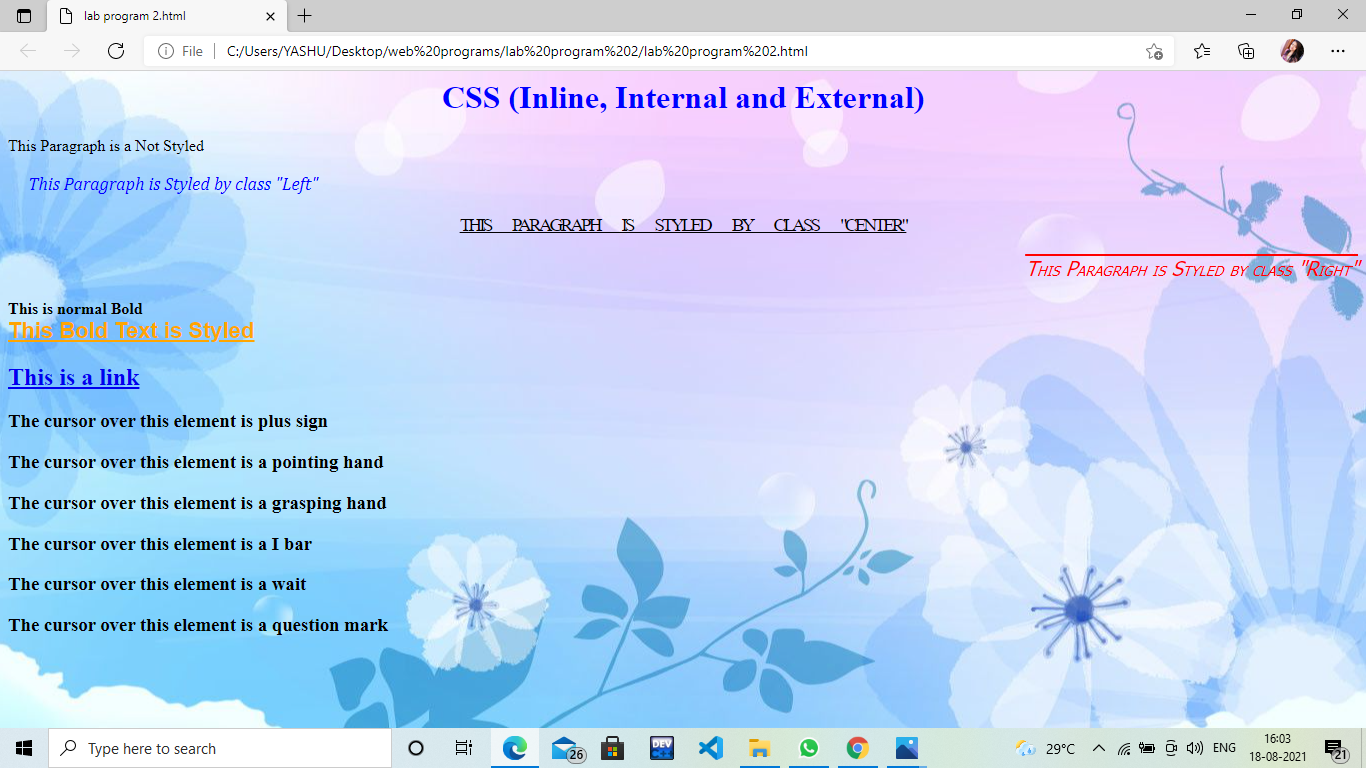 lab program 2.html
File
C:/Users/YASHU/Desktop/web%20programs/lab%20program%202/lab%20program%202.html
CSS (Inline, Internal and External)
This Paragraph is a Not Styled
This Paragraph is Styled by class "Left"
THIS PARAGRAPH IS STYLED BY CLASS "CENTER"
THIS PARAGRAPH IS STYLED BY CLASS "RIGHT"
This is normal Bold
This Bold Text is Styled
This is a link
The cursor over this element is plus sign
The cursor over this element is a pointing hand
The cursor over this element is a grasping hand
The cursor over this element is a I bar
The cursor over this element is a wait
The cursor over this element is a question mark
Type here to search
26
DEV
29°C
ENG
16:03
18-08-2021
21